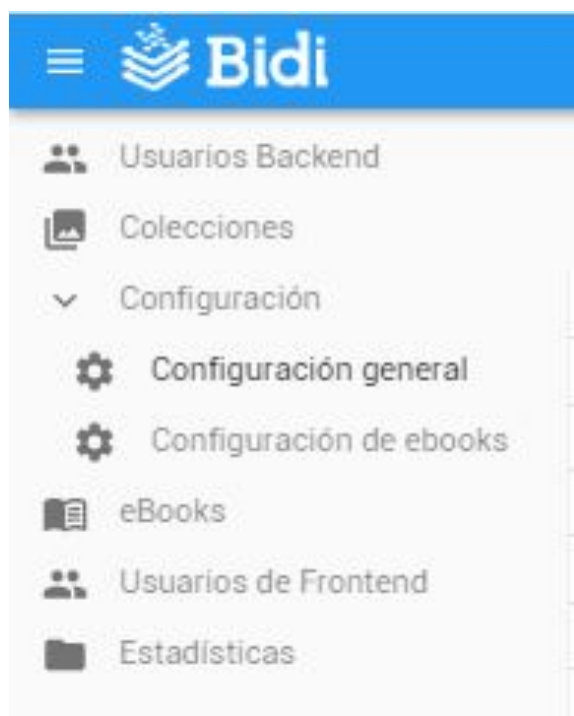 Bidi
Usuarios Backend
Colecciones
Configuración
Configuración general
Configuración de ebooks
eBooks
Usuarios de Frontend
Estadísticas